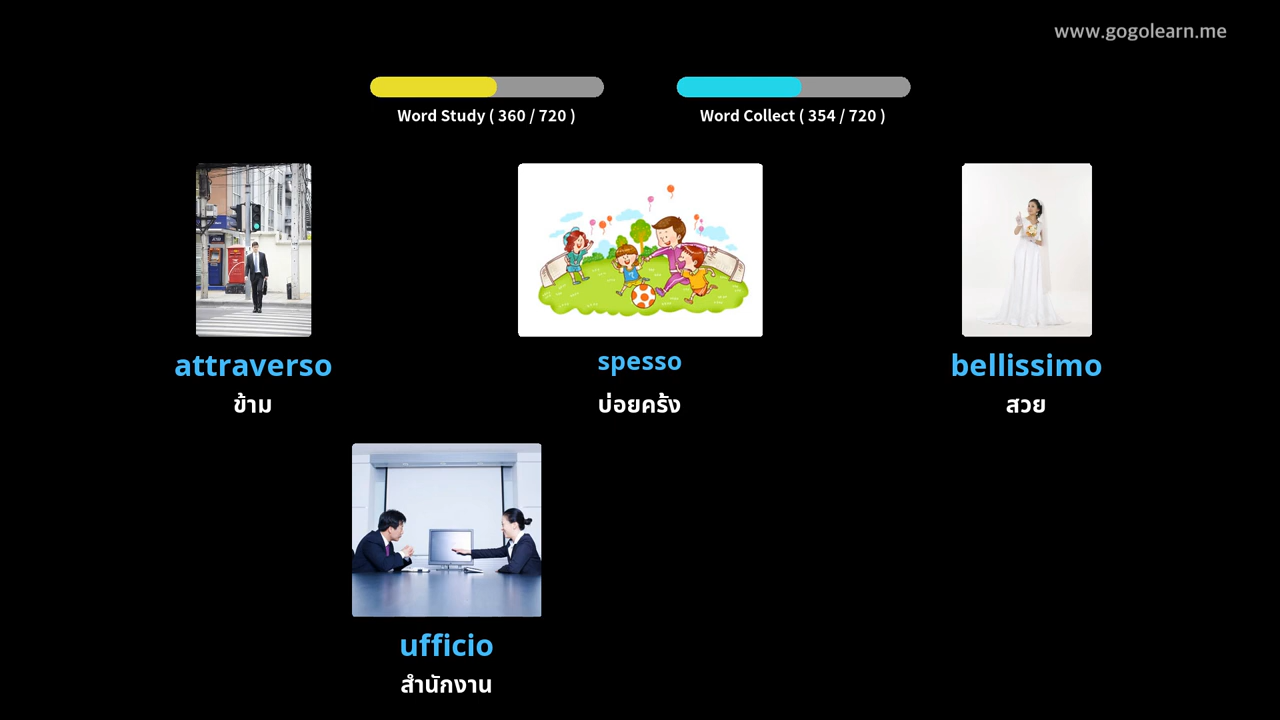 www.gogolearn.me
Word Study ( 360 / 720 )
Word Collect ( 354 / 720 )
attraverso
ข้าม
spesso
บ่อยครั้ง
bellissimo
สวย
ufficio
สำนักงาน